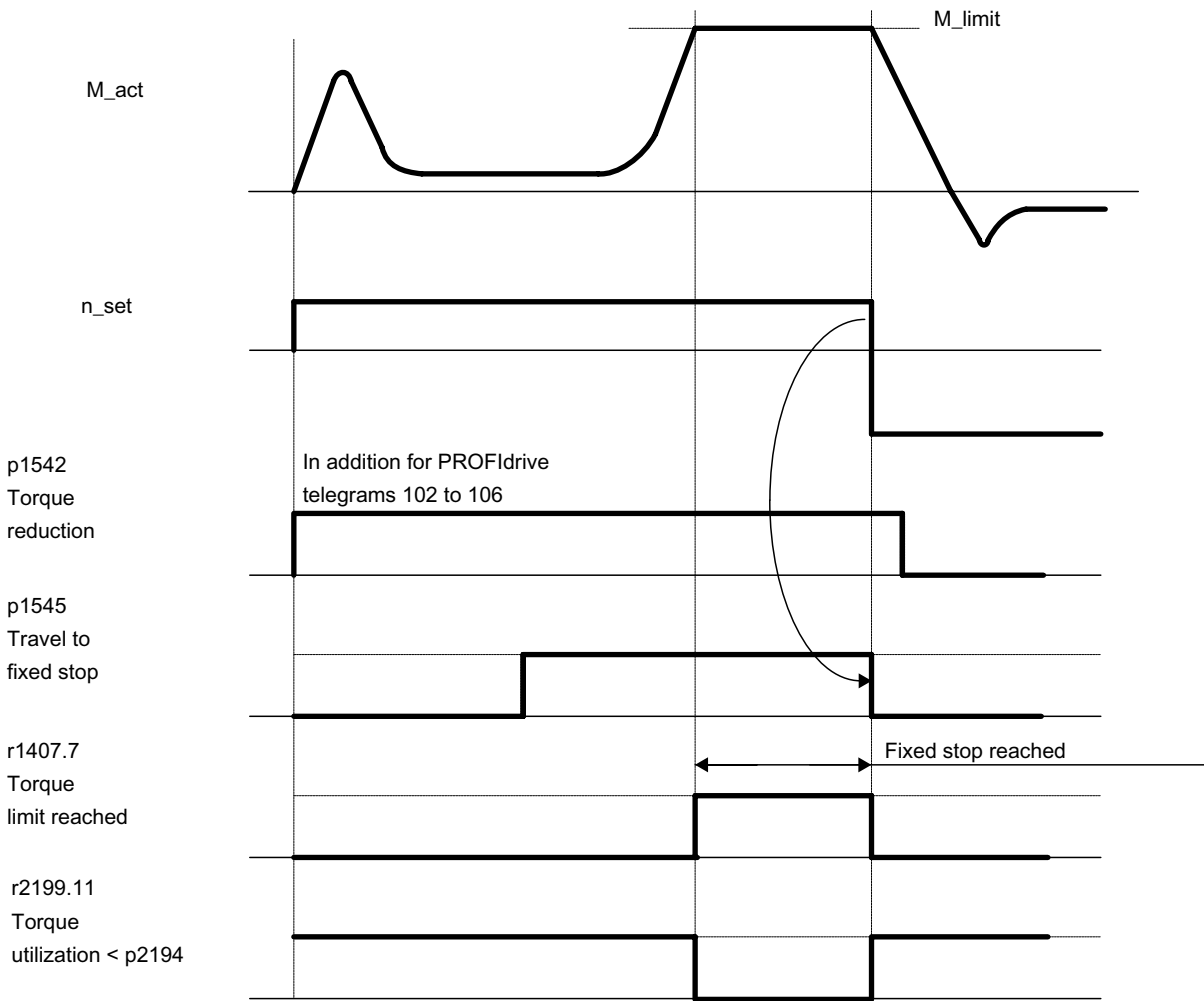 M_limit
M_act
n_set
p1542
Torque
reduction
In addition for PROFIdrive
telegrams 102 to 106
p1545
Travel to
fixed stop
r1407.7
Torque
limit reached
Fixed stop reached
r2199.11
Torque
utilization < p2194